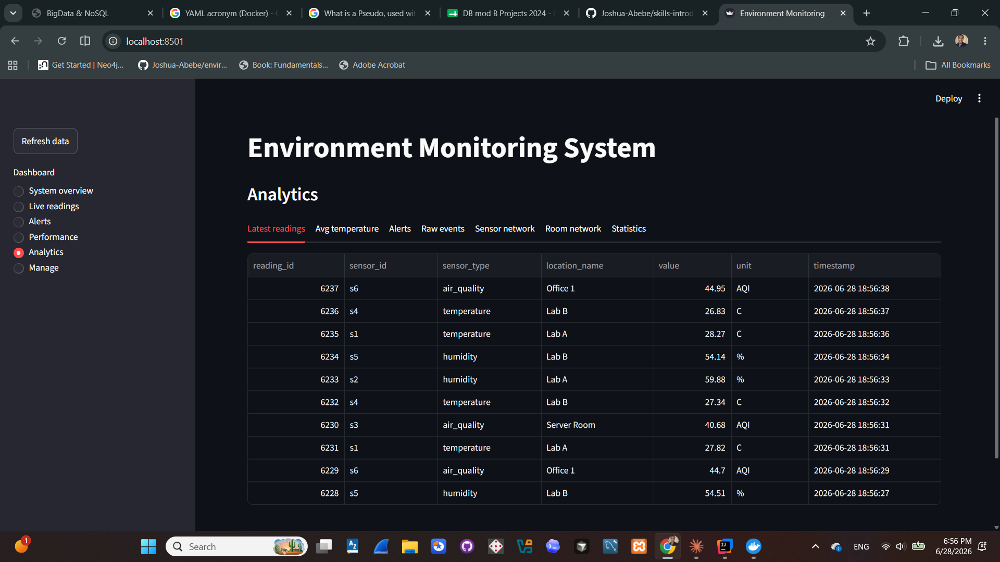 BigData & NoSQL
YAML acronym (Docker) -
What is a Pseudo, used wit
DB mod B Projects 2024 -
Joshua-Abebe/skills-introd
Environment Monitoring
localhost:8501
Get Started | Neo4j...
Joshua-Abebe/envir...
Book: Fundamentals...
Adobe Acrobat
All Bookmarks
Deploy
Refresh data
Dashboard
System overview
Live readings
Alerts
Performance
Analytics
Manage
Environment Monitoring System
Analytics
Latest readings Avg temperature Alerts Raw events Sensor network Room network Statistics
reading_id sensor_id sensor_type location_name value unit timestamp
6237 s6 air_quality Office 1 44.95 AQI 2026-06-28 18:56:38
6236 s4 temperature Lab B 26.83 C 2026-06-28 18:56:37
6235 s1 temperature Lab A 28.27 C 2026-06-28 18:56:36
6234 s5 humidity Lab B 54.14 % 2026-06-28 18:56:34
6233 s2 humidity Lab A 59.88 % 2026-06-28 18:56:33
6232 s4 temperature Lab B 27.34 C 2026-06-28 18:56:32
6230 s3 air_quality Server Room 40.68 AQI 2026-06-28 18:56:31
6231 s1 temperature Lab A 27.82 C 2026-06-28 18:56:31
6229 s6 air_quality Office 1 44.7 AQI 2026-06-28 18:56:29
6228 s5 humidity Lab B 54.51 % 2026-06-28 18:56:27
1
Search
A Z
ENG
6:56 PM
6/28/2026